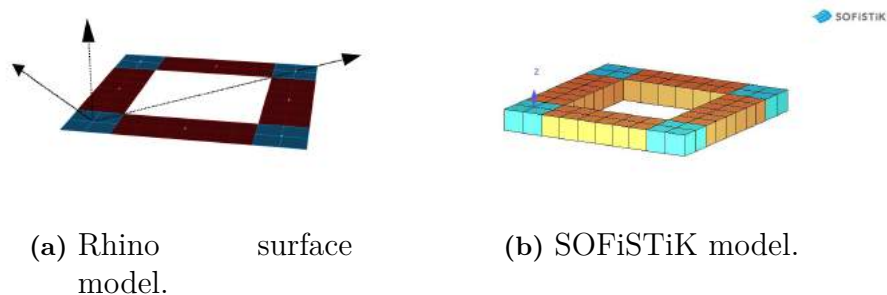 SOFiSTiK
Z
(a) Rhino surface
model.
(b) SOFiSTiK model.